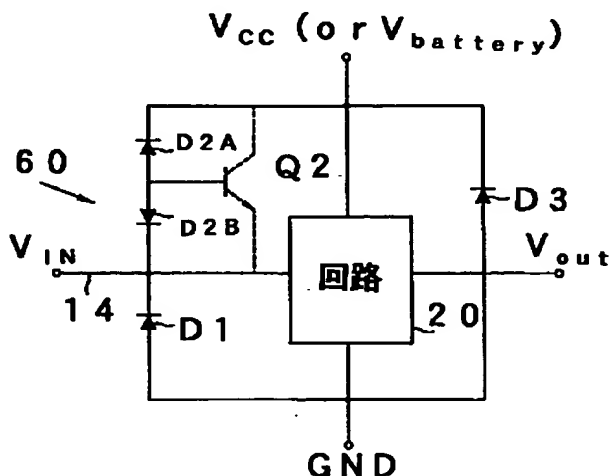 VCC (or Vbattery)
60
D2A
Q2
D2B
D3
VIN
回路
Vout
14
D1
20
GND